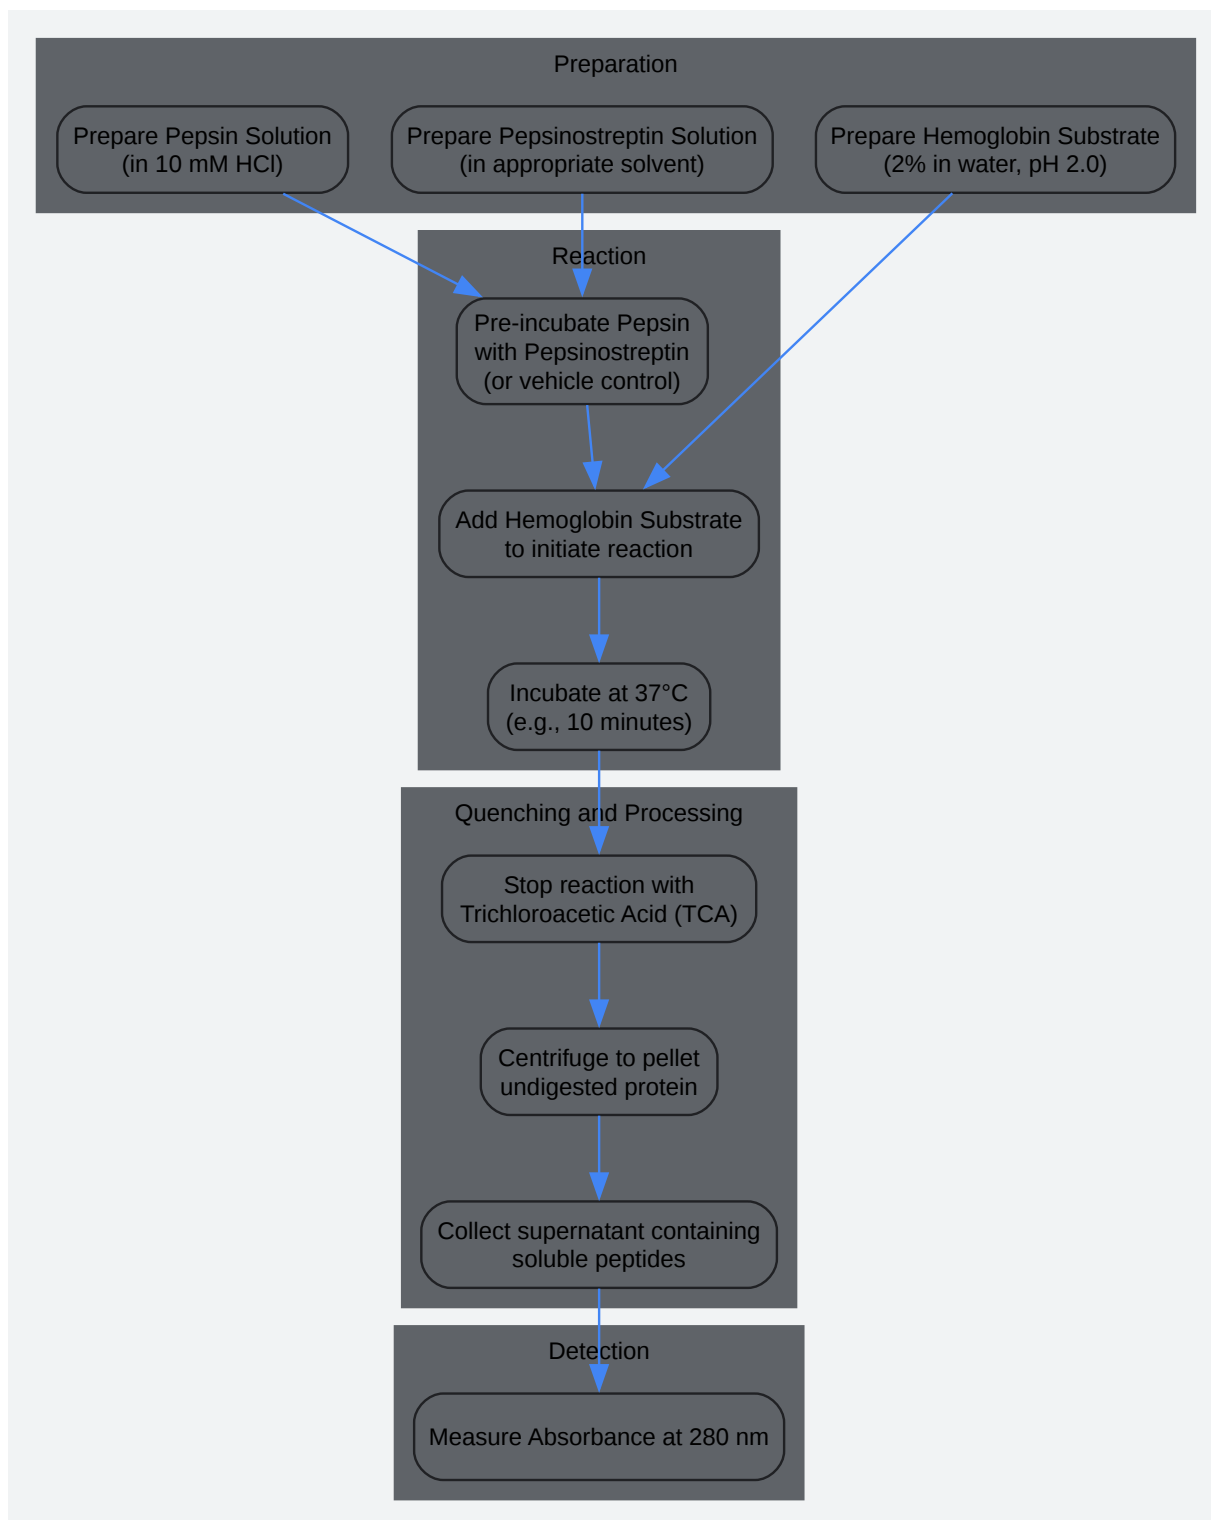 Preparation
Prepare Pepsin Solution
(in 10 mM HCl)
Prepare Pepsinostreptin Solution
(in appropriate solvent)
Prepare Hemoglobin Substrate
(2% in water, pH 2.0)
Reaction
Pre-incubate Pepsin
with Pepsinostreptin
(or vehicle control)
Add Hemoglobin Substrate
to initiate reaction
Incubate at 37°C
(e.g., 10 minutes)
Quenching and Processing
Stop reaction with
Trichloroacetic Acid (TCA)
Centrifuge to pellet
undigested protein
Collect supernatant containing
soluble peptides
Detection
Measure Absorbance at 280 nm